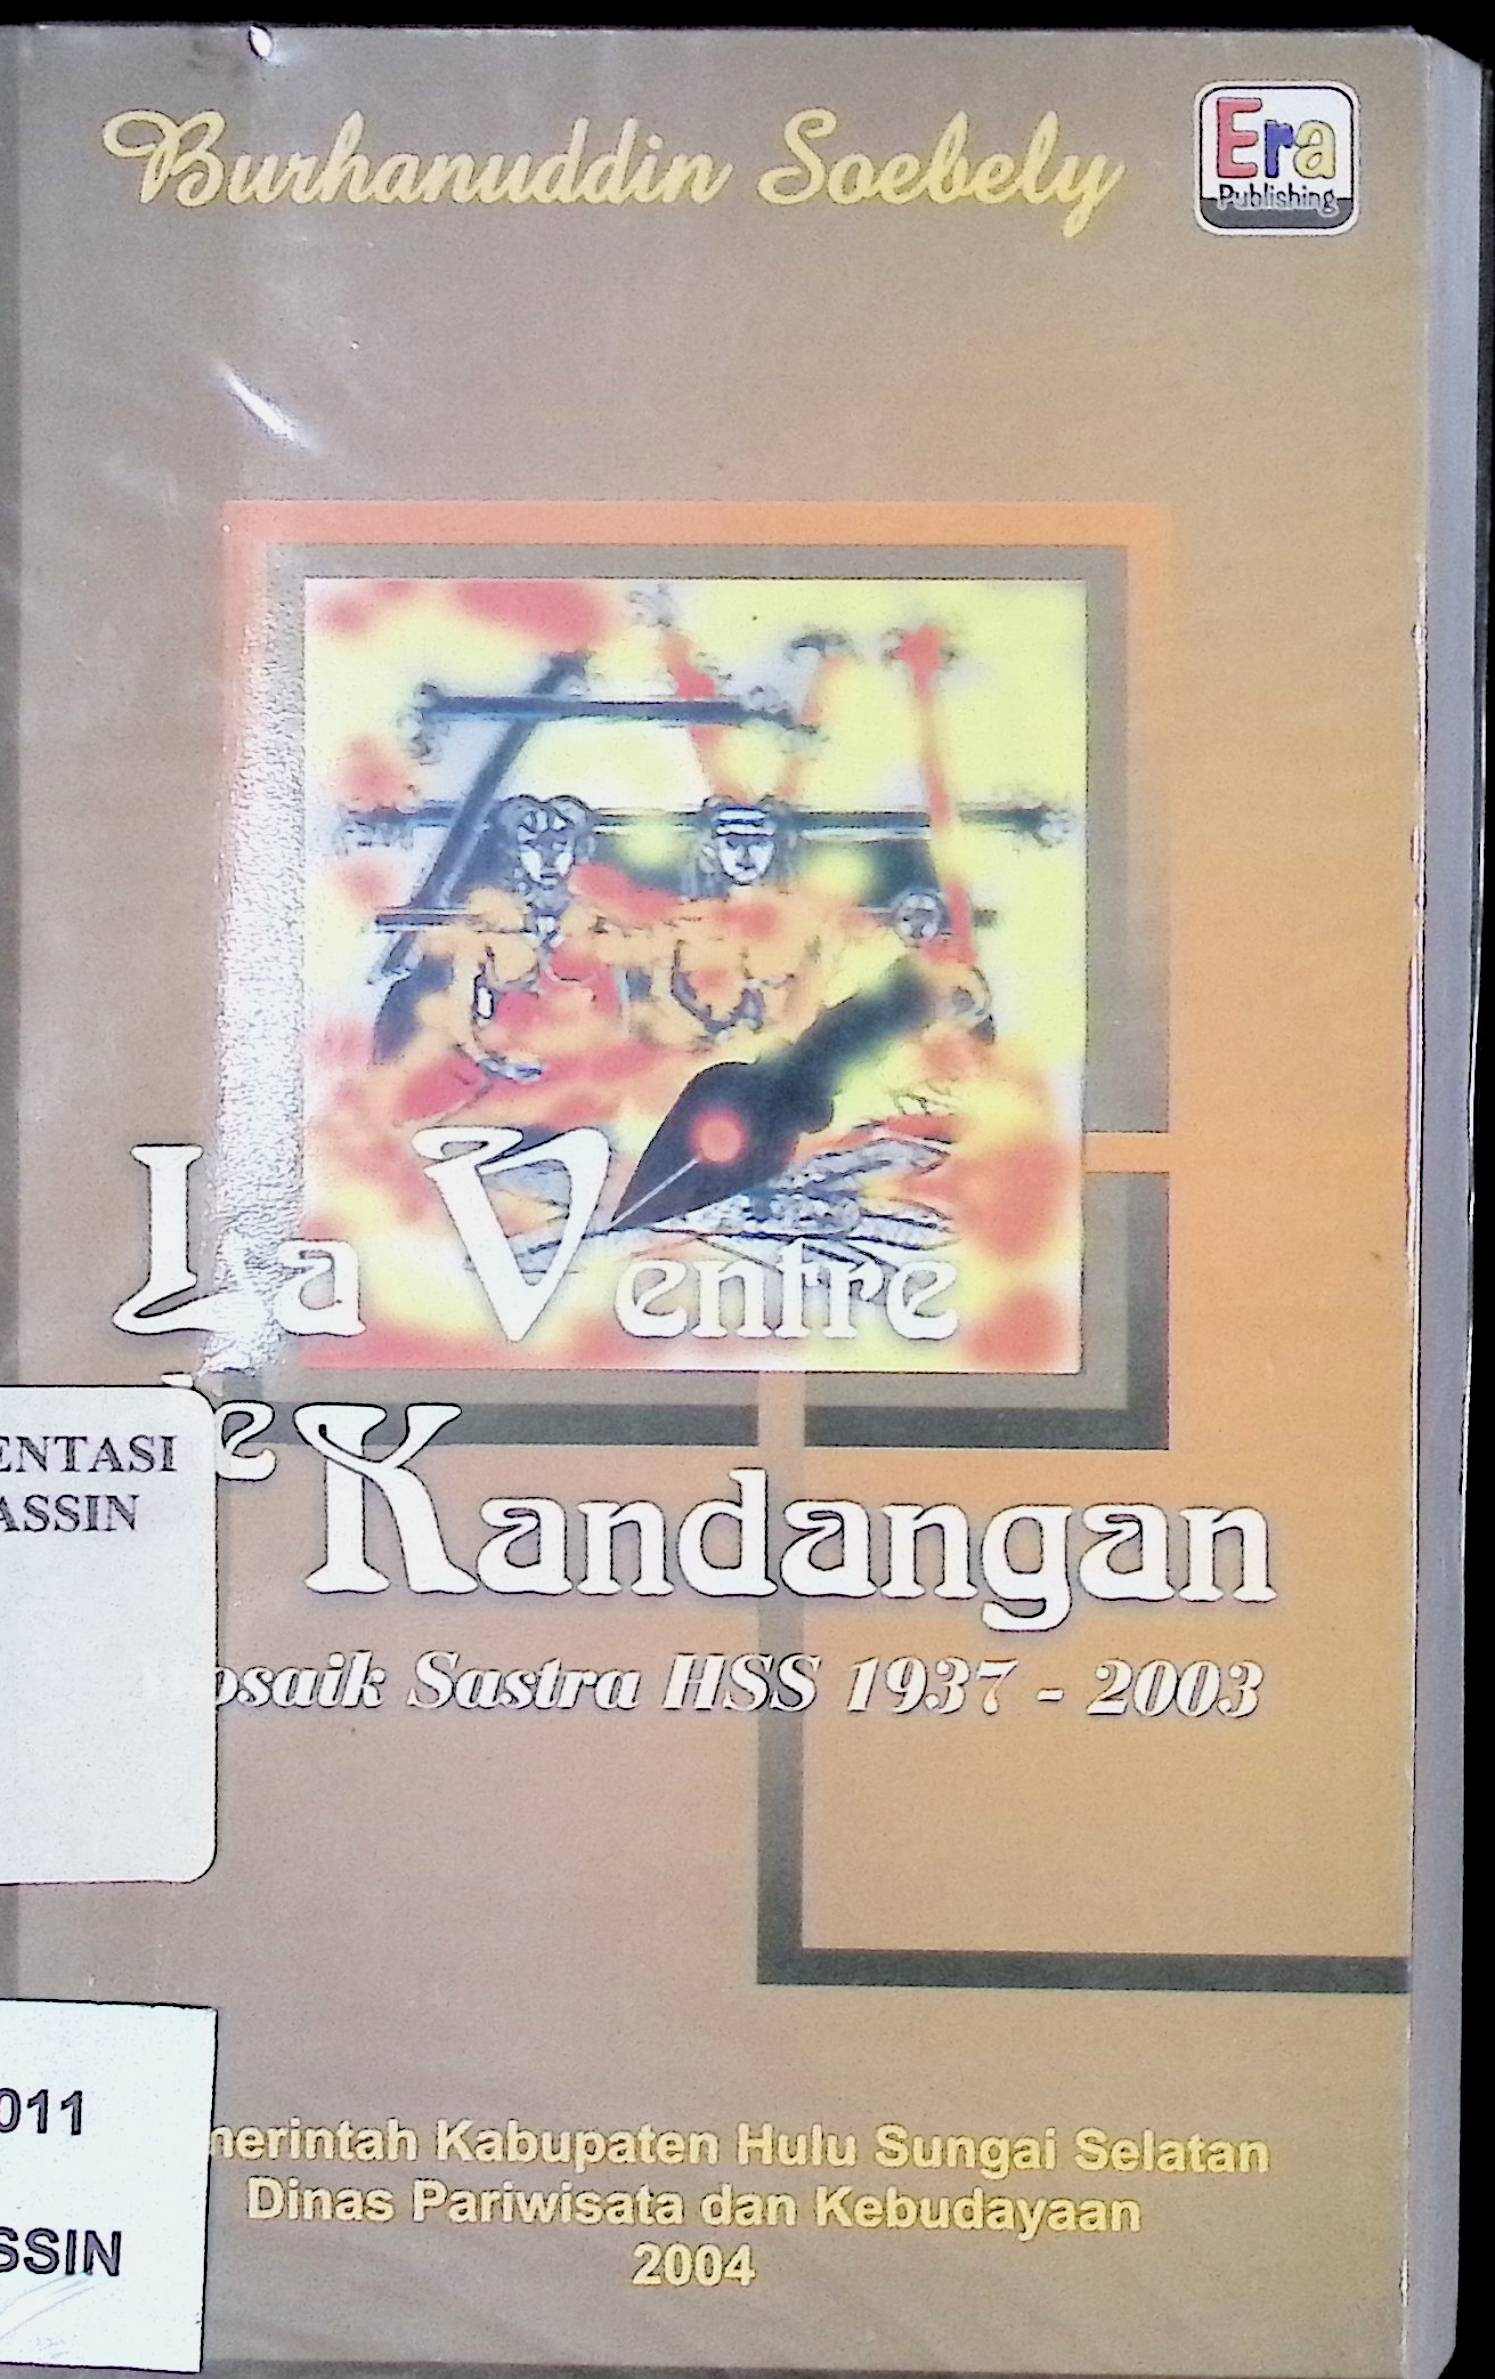 Burhanuddin Soebely
Era
Publishing
La Ventre
e Kandangan
osaik Sastra HSS 1937 - 2003
ENTASI
ASSIN
011
SSIN
merintah Kabupaten Hulu Sungai Selatan
Dinas Pariwisata dan Kebudayaan
2004